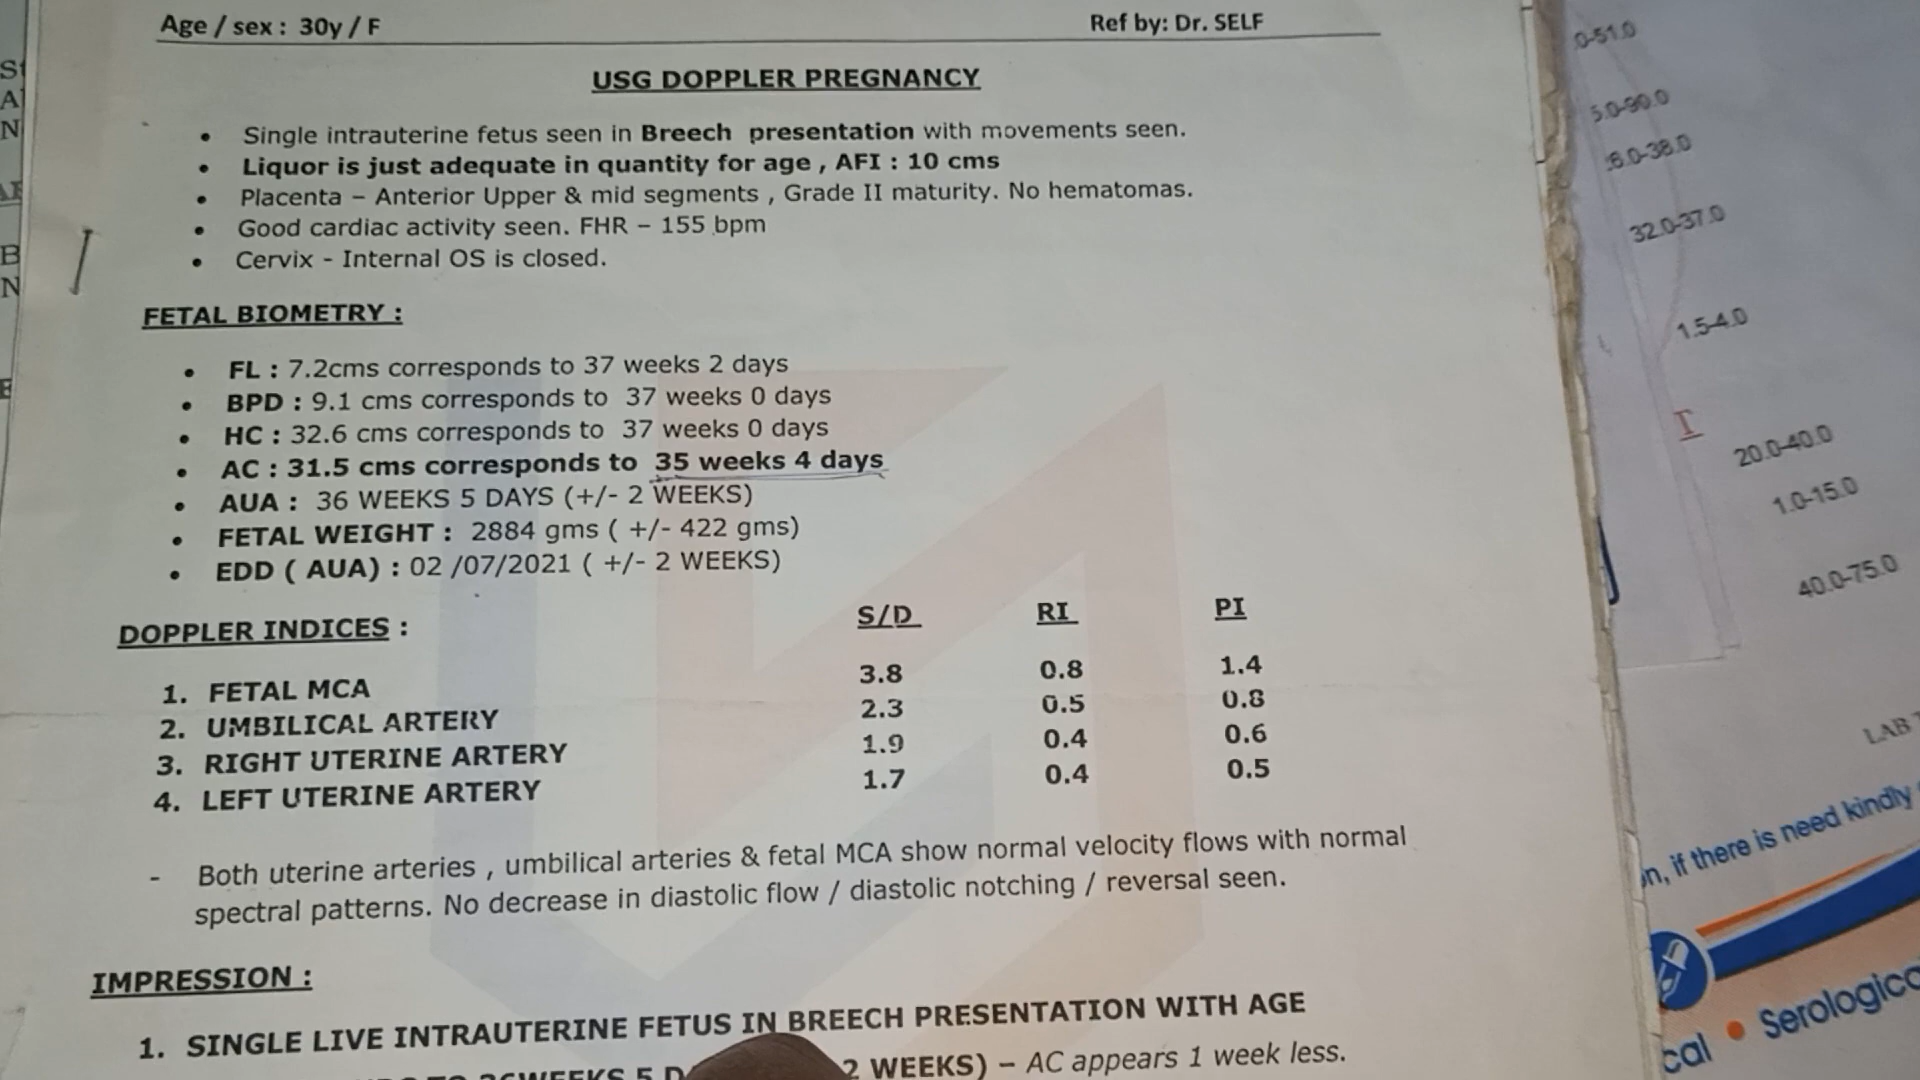 Age / sex : 30y / F
Ref by: Dr. SELF
USG DOPPLER PREGNANCY
• Single intrauterine fetus seen in Breech presentation with movements seen.
• Liquor is just adequate in quantity for age , AFI : 10 cms
• Placenta – Anterior Upper & mid segments , Grade II maturity. No hematomas.
• Good cardiac activity seen. FHR – 155 bpm
• Cervix - Internal OS is closed.
FETAL BIOMETRY :
• FL : 7.2cms corresponds to 37 weeks 2 days
• BPD : 9.1 cms corresponds to 37 weeks 0 days
• HC : 32.6 cms corresponds to 37 weeks 0 days
• AC : 31.5 cms corresponds to 35 weeks 4 days
• AUA : 36 WEEKS 5 DAYS (+/- 2 WEEKS)
• FETAL WEIGHT : 2884 gms ( +/- 422 gms)
• EDD ( AUA) : 02 /07/2021 ( +/- 2 WEEKS)
DOPPLER INDICES : S/D RI PI
1. FETAL MCA 3.8 0.8 1.4
2. UMBILICAL ARTERY 2.3 0.5 0.8
3. RIGHT UTERINE ARTERY 1.9 0.4 0.6
4. LEFT UTERINE ARTERY 1.7 0.4 0.5
- Both uterine arteries , umbilical arteries & fetal MCA show normal velocity flows with normal
spectral patterns. No decrease in diastolic flow / diastolic notching / reversal seen.
IMPRESSION :
1. SINGLE LIVE INTRAUTERINE FETUS IN BREECH PRESENTATION WITH AGE
5 2 WEEKS) – AC appears 1 week less.
0-51.0
5.0-90.0
6.0-38.0
32.0-37.0
1.5-4.0
T
20.0-40.0
1.0-15.0
40.0-75.0
LAB
if there is need kindly
cal • Serologica